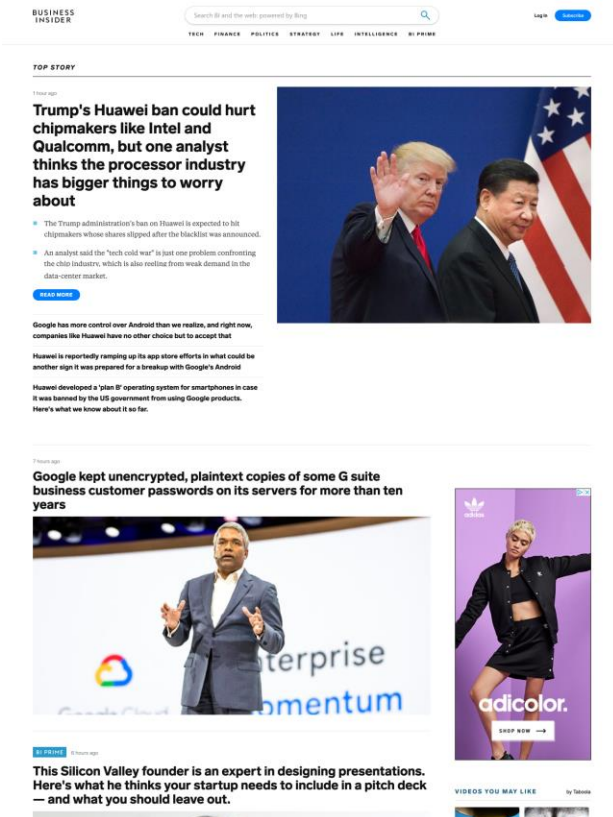 BUSINESS
INSIDER
Search BI and the web: powered by Bing
Log In
Subscribe
TECH FINANCE POLITICS STRATEGY LIFE INTELLIGENCE BI PRIME
TOP STORY
1 hour ago
Trump's Huawei ban could hurt
chipmakers like Intel and
Qualcomm, but one analyst
thinks the processor industry
has bigger things to worry
about
The Trump administration's ban on Huawei is expected to hit
chipmakers whose shares slipped after the blacklist was announced.
An analyst said the "tech cold war" is just one problem confronting
the chip industry, which is also reeling from weak demand in the
data-center market.
READ MORE
Google has more control over Android than we realize, and right now,
companies like Huawei have no other choice but to accept that
Huawei is reportedly ramping up its app store efforts in what could be
another sign it was prepared for a breakup with Google's Android
Huawei developed a 'plan B' operating system for smartphones in case
it was banned by the US government from using Google products.
Here's what we know about it so far.
7 hours ago
Google kept unencrypted, plaintext copies of some G suite
business customer passwords on its servers for more than ten
years
terprise
Google Cloud
omentum
adidas
adicolor.
SHOP NOW
BI PRIME
6 hours ago
This Silicon Valley founder is an expert in designing presentations.
Here's what he thinks your startup needs to include in a pitch deck
— and what you should leave out.
VIDEOS YOU MAY LIKE
by Taboola